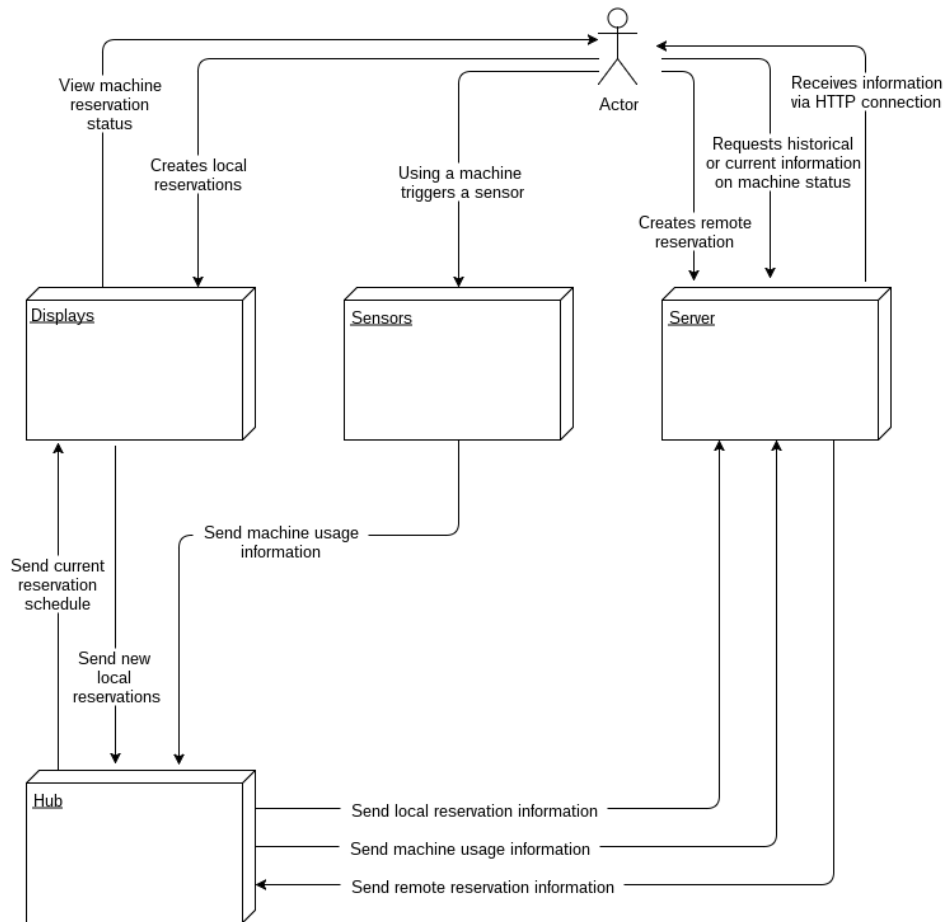 View machine
reservation
status
Actor
Receives information
via HTTP connection
Creates local
reservations
Using a machine
triggers a sensor
Requests historical
or current information
on machine status
Creates remote
reservation
Displays
Sensors
Server
Send machine usage
information
Send current
reservation
schedule
Send new
local
reservations
Hub
Send local reservation information
Send machine usage information
Send remote reservation information